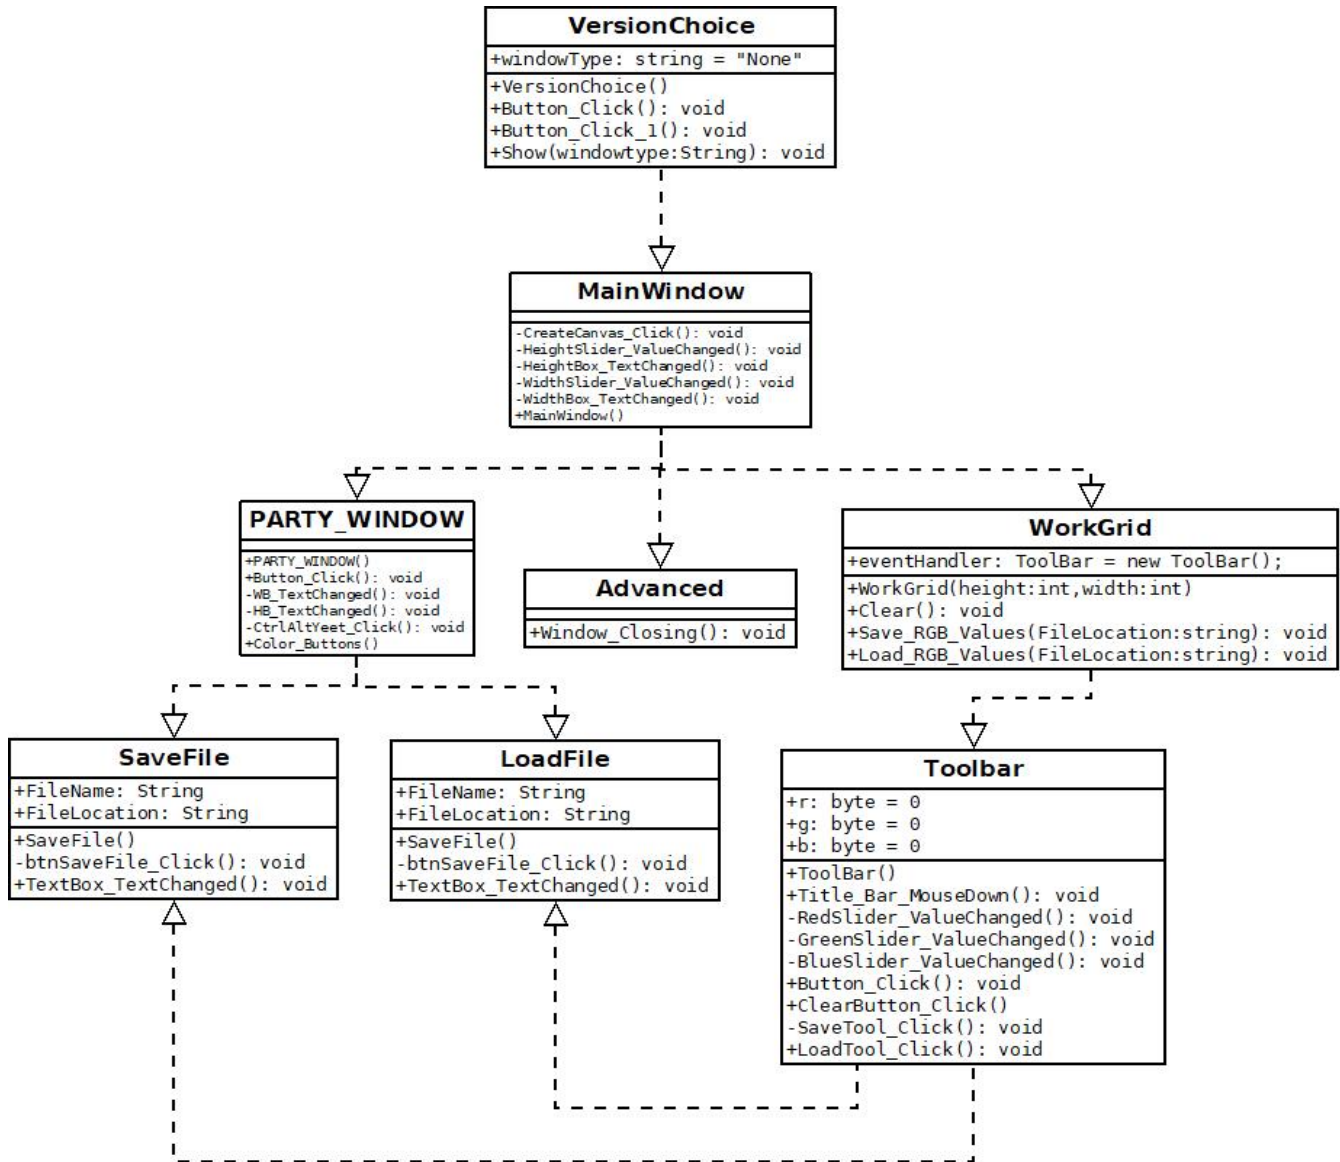 VersionChoice
+windowType: string = "None"
+VersionChoice()
+Button_Click(): void
+Button_Click_1(): void
+Show(windowtype:String): void
MainWindow
-CreateCanvas_Click(): void
-HeightSlider_ValueChanged(): void
-HeightBox_TextChanged(): void
-WidthSlider_ValueChanged(): void
-WidthBox_TextChanged(): void
+MainWindow()
PARTY_WINDOW
+PARTY_WINDOW()
+Button_Click(): void
-WB_TextChanged(): void
-HB_TextChanged(): void
-CtrlAltYeet_Click(): void
+Color_Buttons()
Advanced
+Window_Closing(): void
WorkGrid
+eventHandler: ToolBar = new ToolBar();
+WorkGrid(height:int,width:int)
+Clear(): void
+Save_RGB_Values(FileLocation:string): void
+Load_RGB_Values(FileLocation:string): void
SaveFile
+FileName: String
+FileLocation: String
+SaveFile()
-btnSaveFile_Click(): void
+TextBox_TextChanged(): void
LoadFile
+FileName: String
+FileLocation: String
+SaveFile()
-btnSaveFile_Click(): void
+TextBox_TextChanged(): void
Toolbar
+r: byte = 0
+g: byte = 0
+b: byte = 0
+ToolBar()
+Title_Bar_MouseDown(): void
-RedSlider_ValueChanged(): void
-GreenSlider_ValueChanged(): void
-BlueSlider_ValueChanged(): void
+Button_Click(): void
+ClearButton_Click()
-SaveTool_Click(): void
+LoadTool_Click(): void